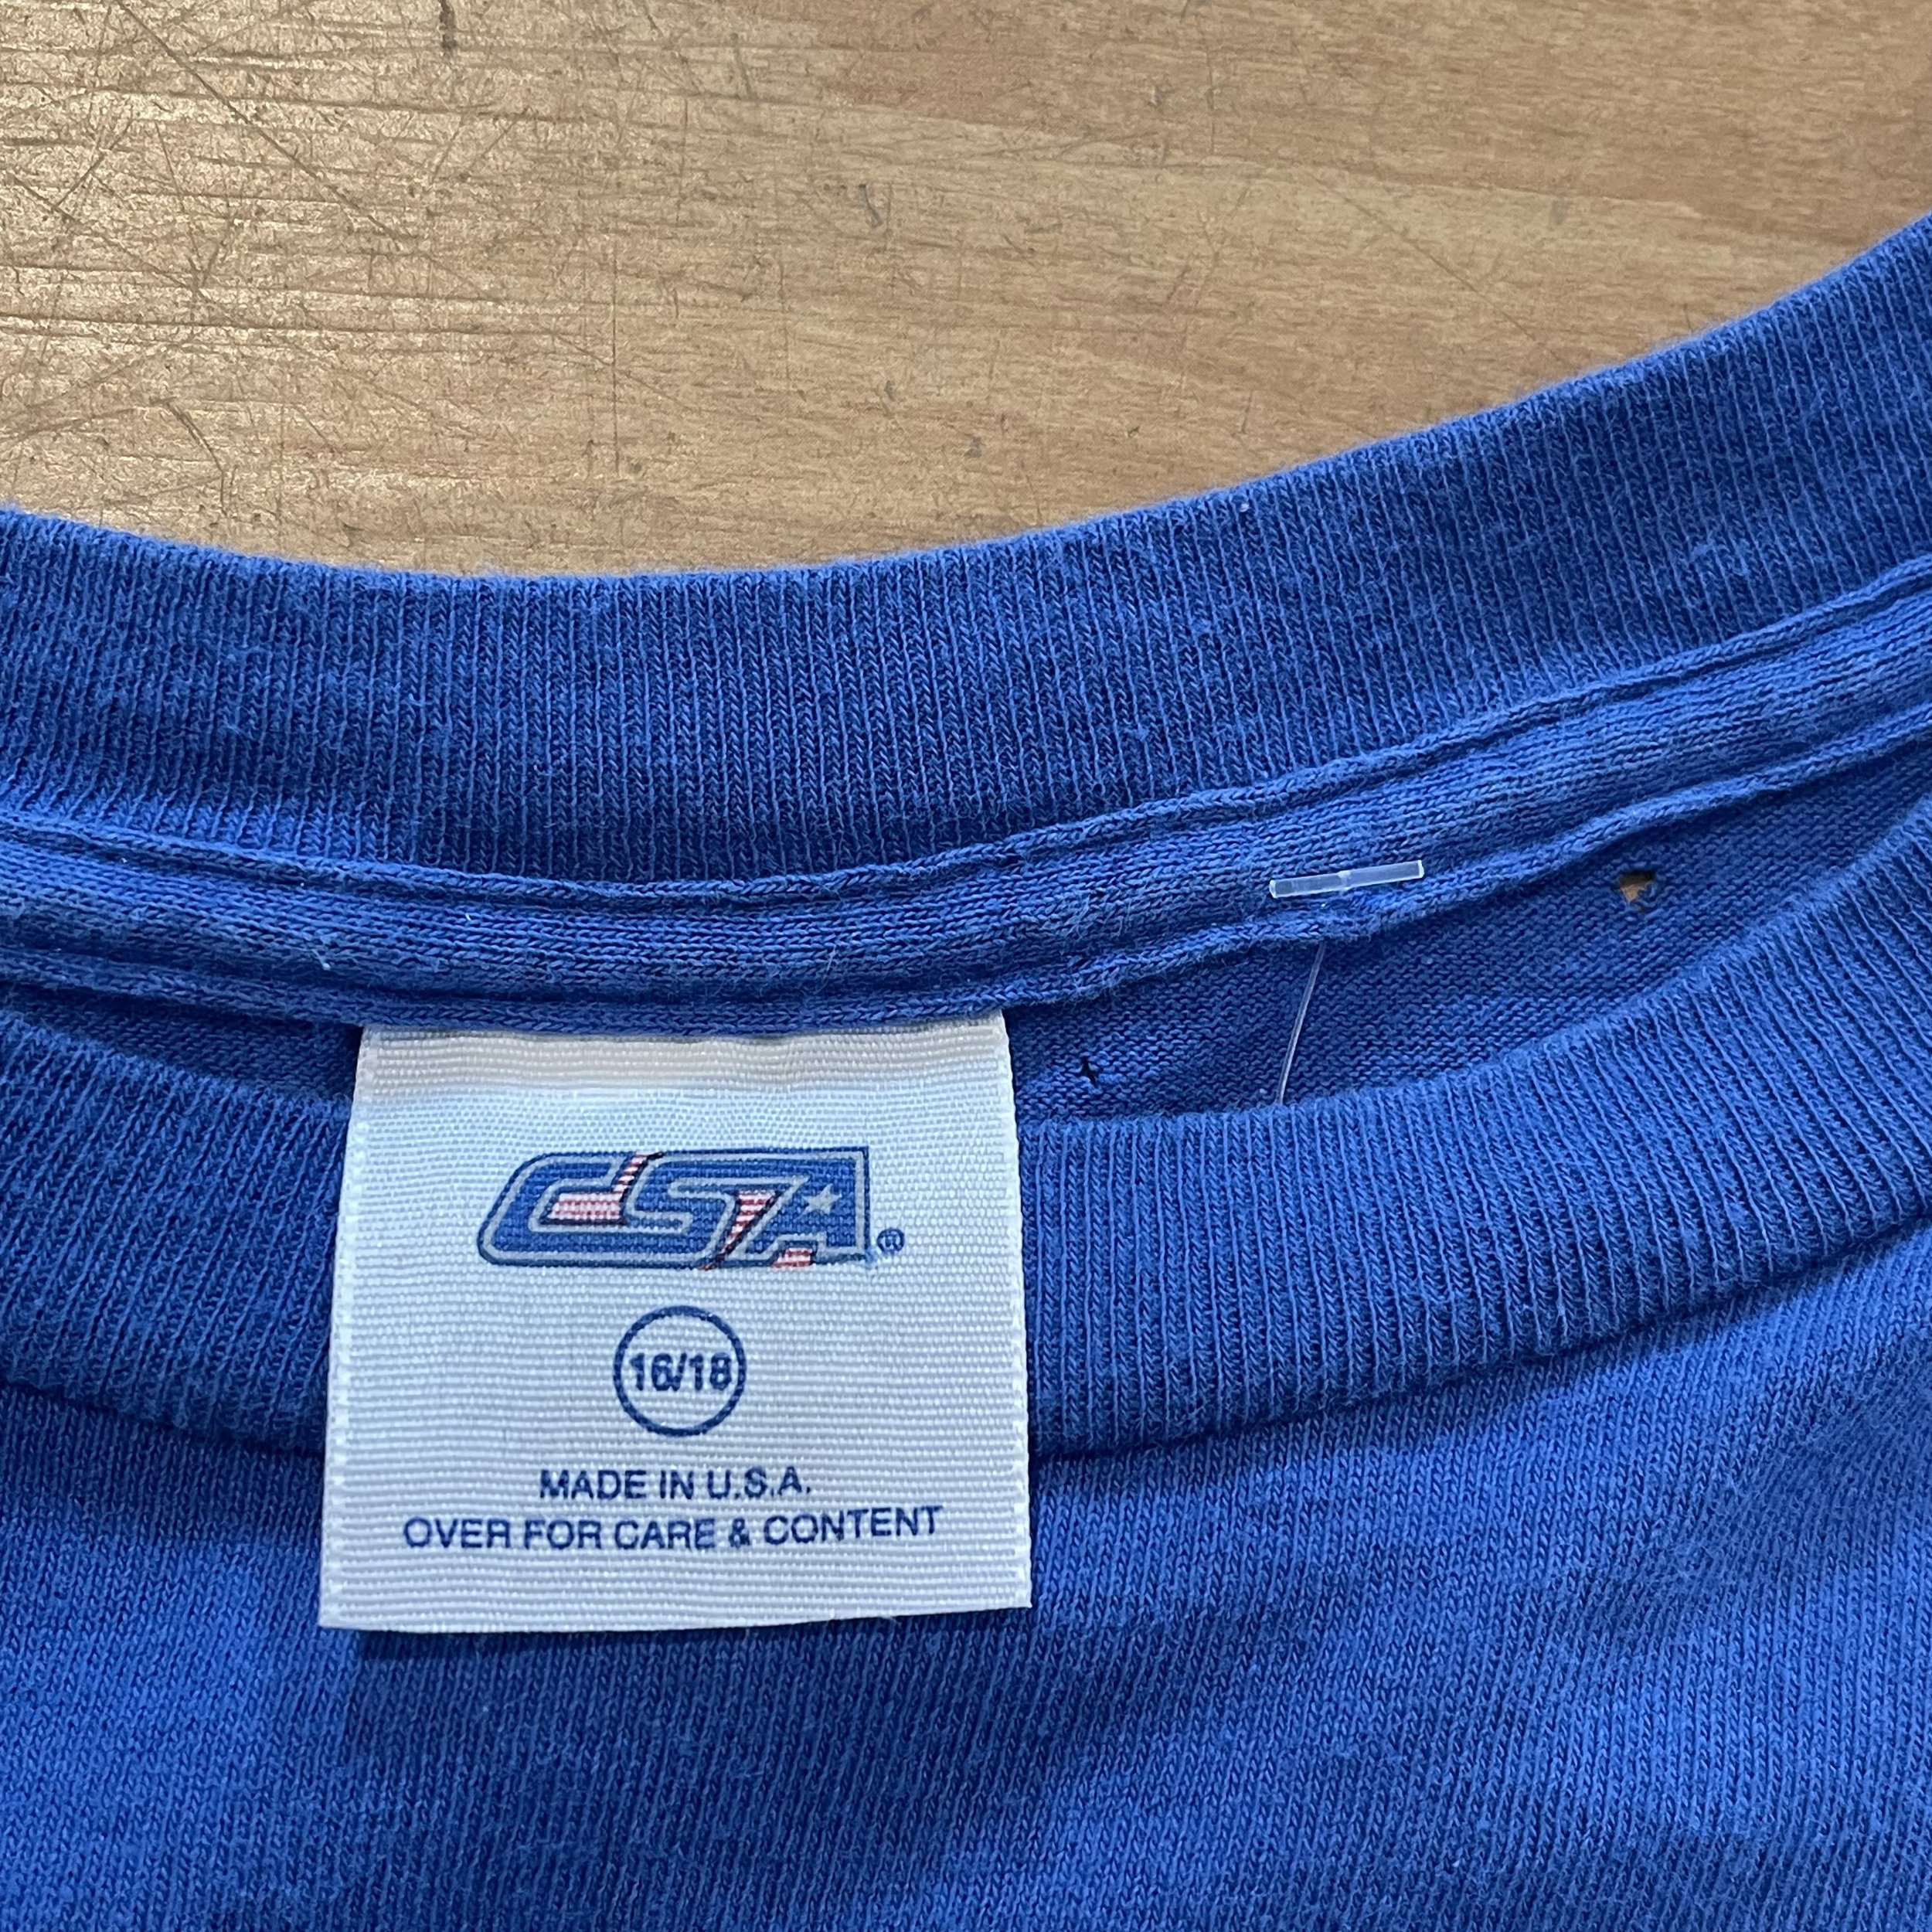 CSA®
16/18
MADE IN U.S.A.
OVER FOR CARE & CONTENT